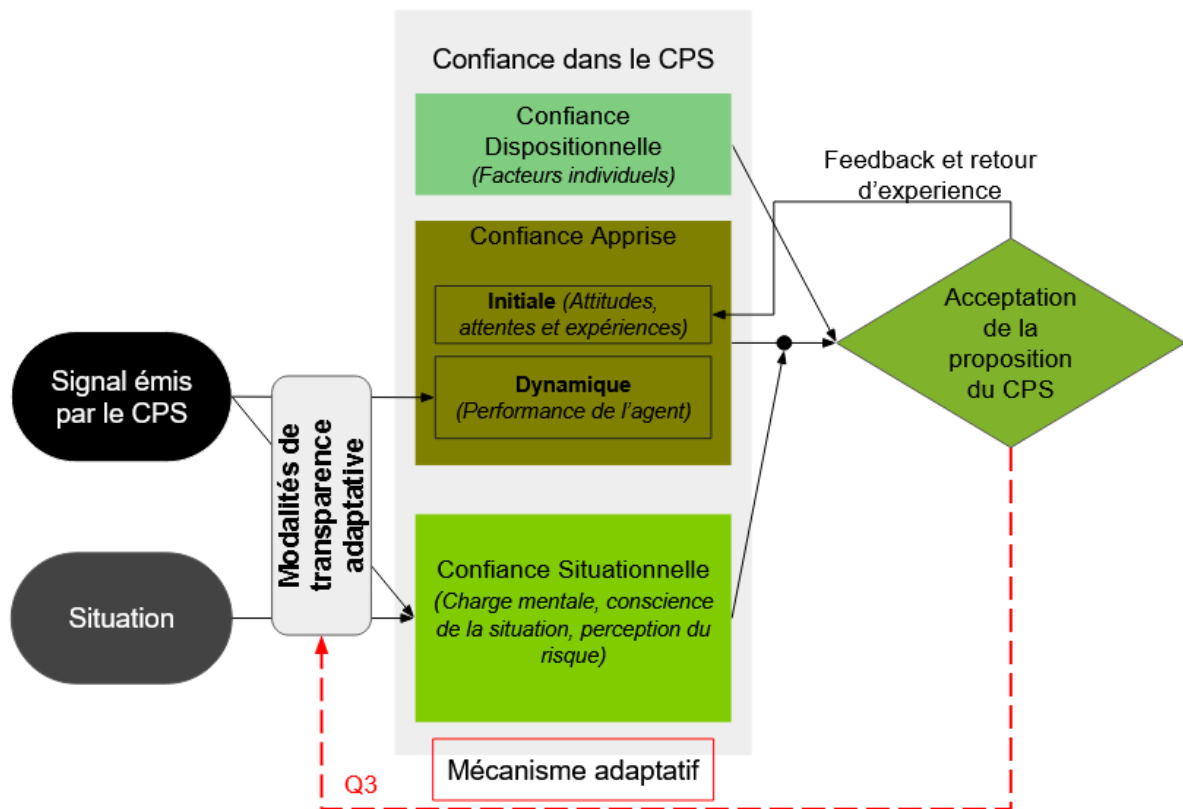 Confiance dans le CPS
Confiance
Dispositionnelle
(Facteurs individuels)
Feedback et retour
d'experience
Confiance Apprise
Initiale (Attitudes,
attentes et expériences)
Dynamique
(Performance de l'agent)
Acceptation
de la
proposition
du CPS
Signal émis
par le CPS
Modalités de
transparence
adaptative
Situation
Confiance Situationnelle
(Charge mentale, conscience
de la situation, perception du
risque)
Mécanisme adaptatif
Q3